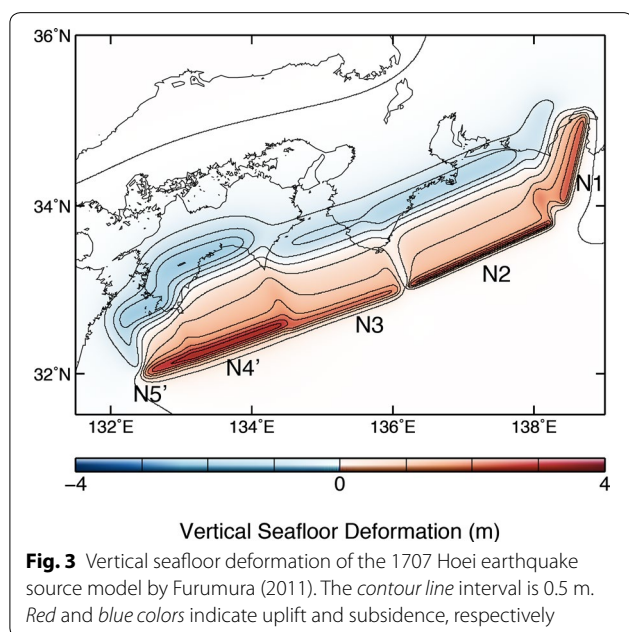 36°N
34°N
32°N
N1
N2
N3
N4’
N5’
132°E 134°E 136°E 138°E
−4 0 4
Vertical Seafloor Deformation (m)
Fig. 3 Vertical seafloor deformation of the 1707 Hoei earthquake
source model by Furumura (2011). The contour line interval is 0.5 m.
Red and blue colors indicate uplift and subsidence, respectively